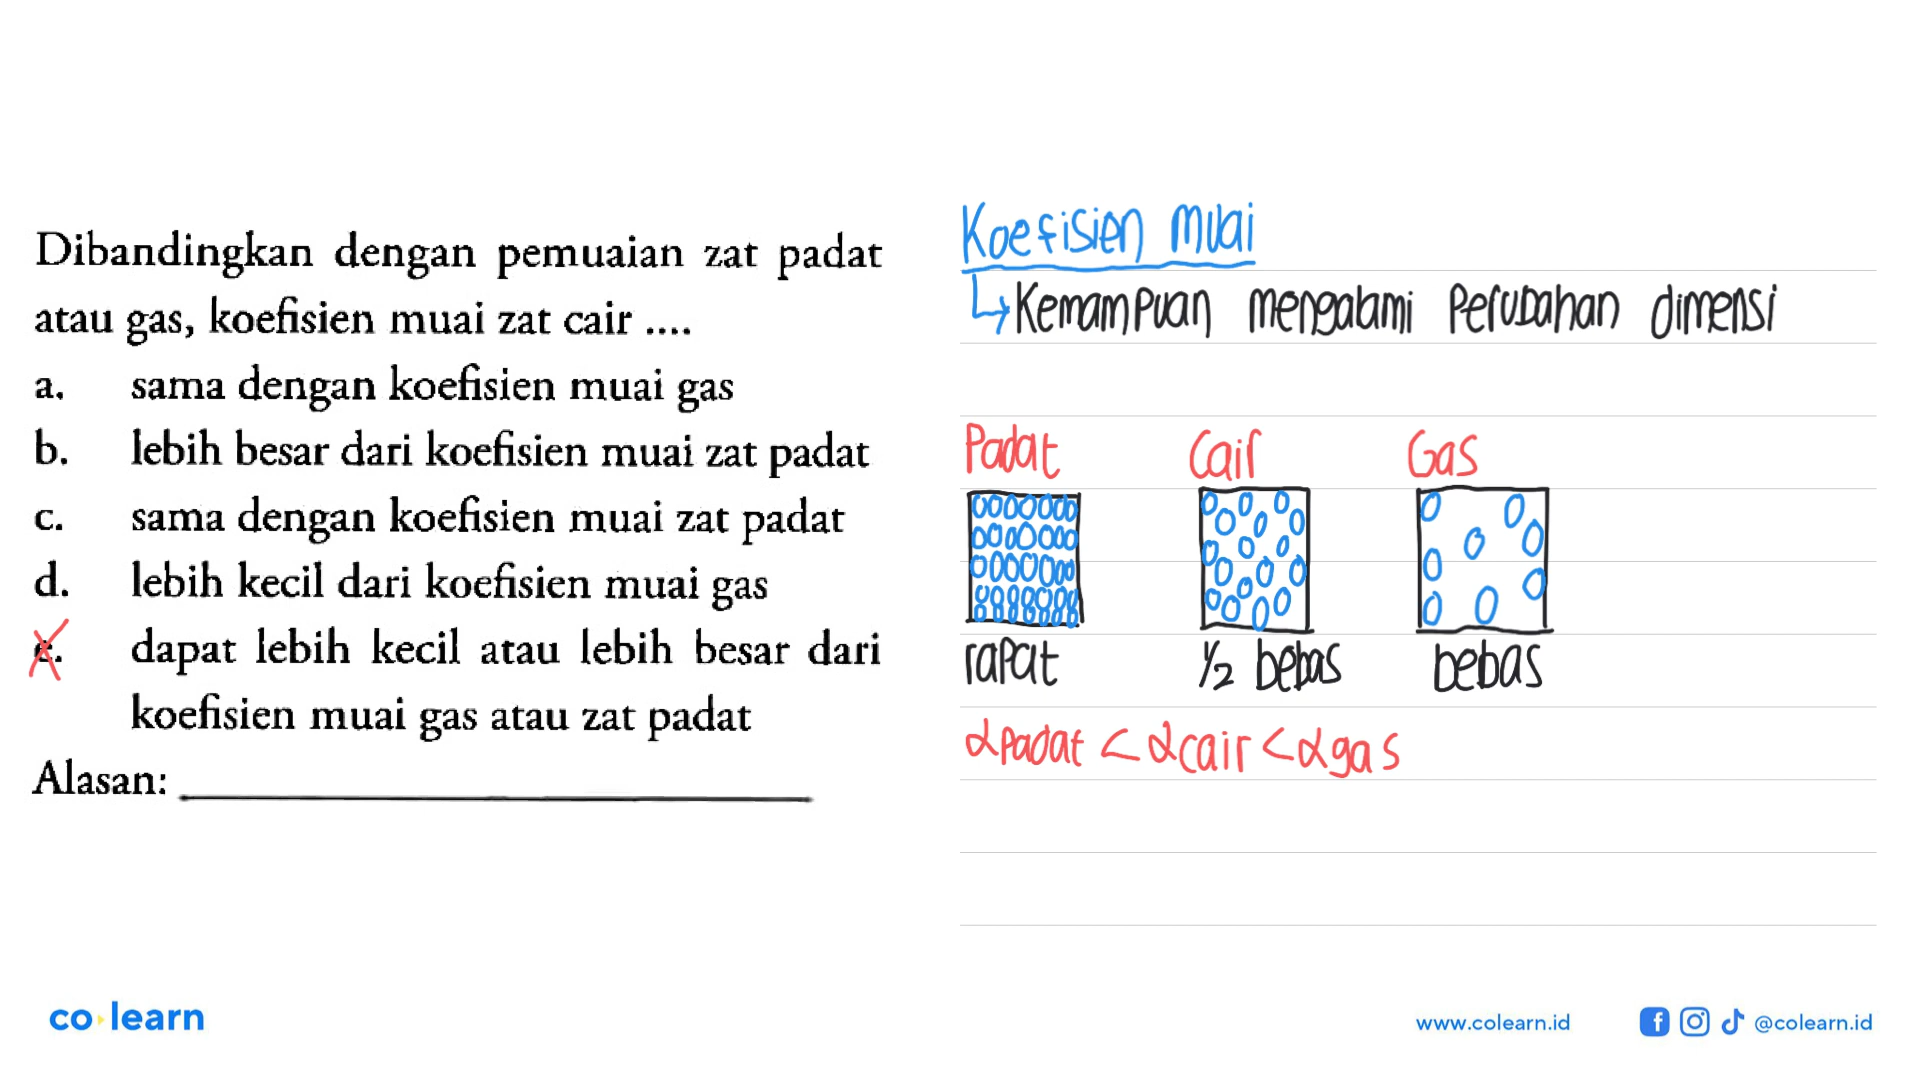 Dibandingkan dengan pemuaian zat padat
atau gas, koefisien muai zat cair ....
a. sama dengan koefisien muai gas
b. lebih besar dari koefisien muai zat padat
c. sama dengan koefisien muai zat padat
d. lebih kecil dari koefisien muai gas
e. dapat lebih kecil atau lebih besar dari
koefisien muai gas atau zat padat
Alasan:
Koefisien Muai
↳ Kemampuan mengalami Perubahan dimensi
Padat Cair Gas
rapat 1/2 bebas bebas
α padat < α cair < α gas
co learn
www.colearn.id @colearn.id